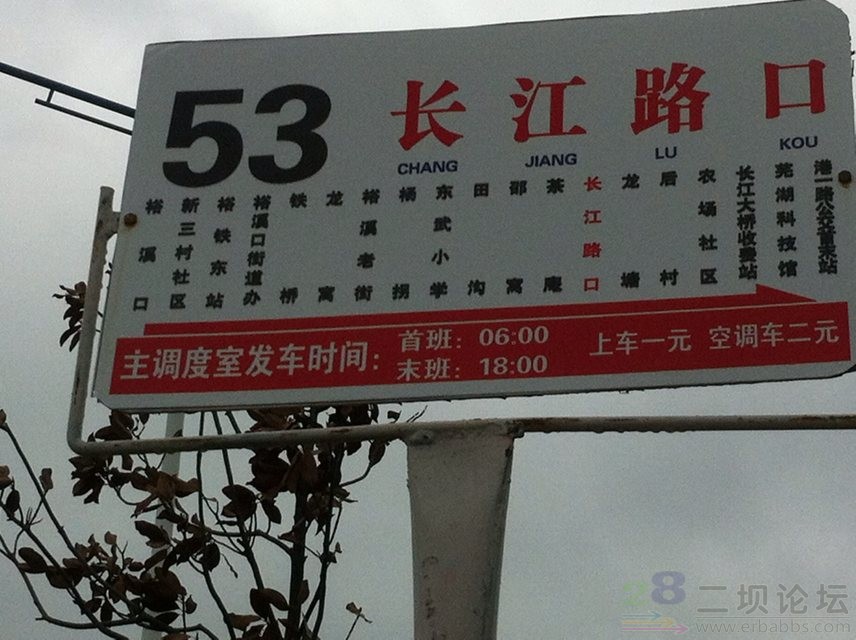 53
长江路口
CHANG JIANG LU KOU
裕溪口
新三村社区
裕铁东站
裕溪口街道办
铁桥
龙窝
裕溪老街
杨拐
东武小学
田沟
邵窝
茶庵
长江路口
龙塘
后村
农场社区
长江大桥收费站
芜湖科技馆
港一路公交首末站
主调度室发车时间：
首班：06:00
末班：18:00
上车一元 空调车二元
28 二坝论坛
www.erbabbs.com